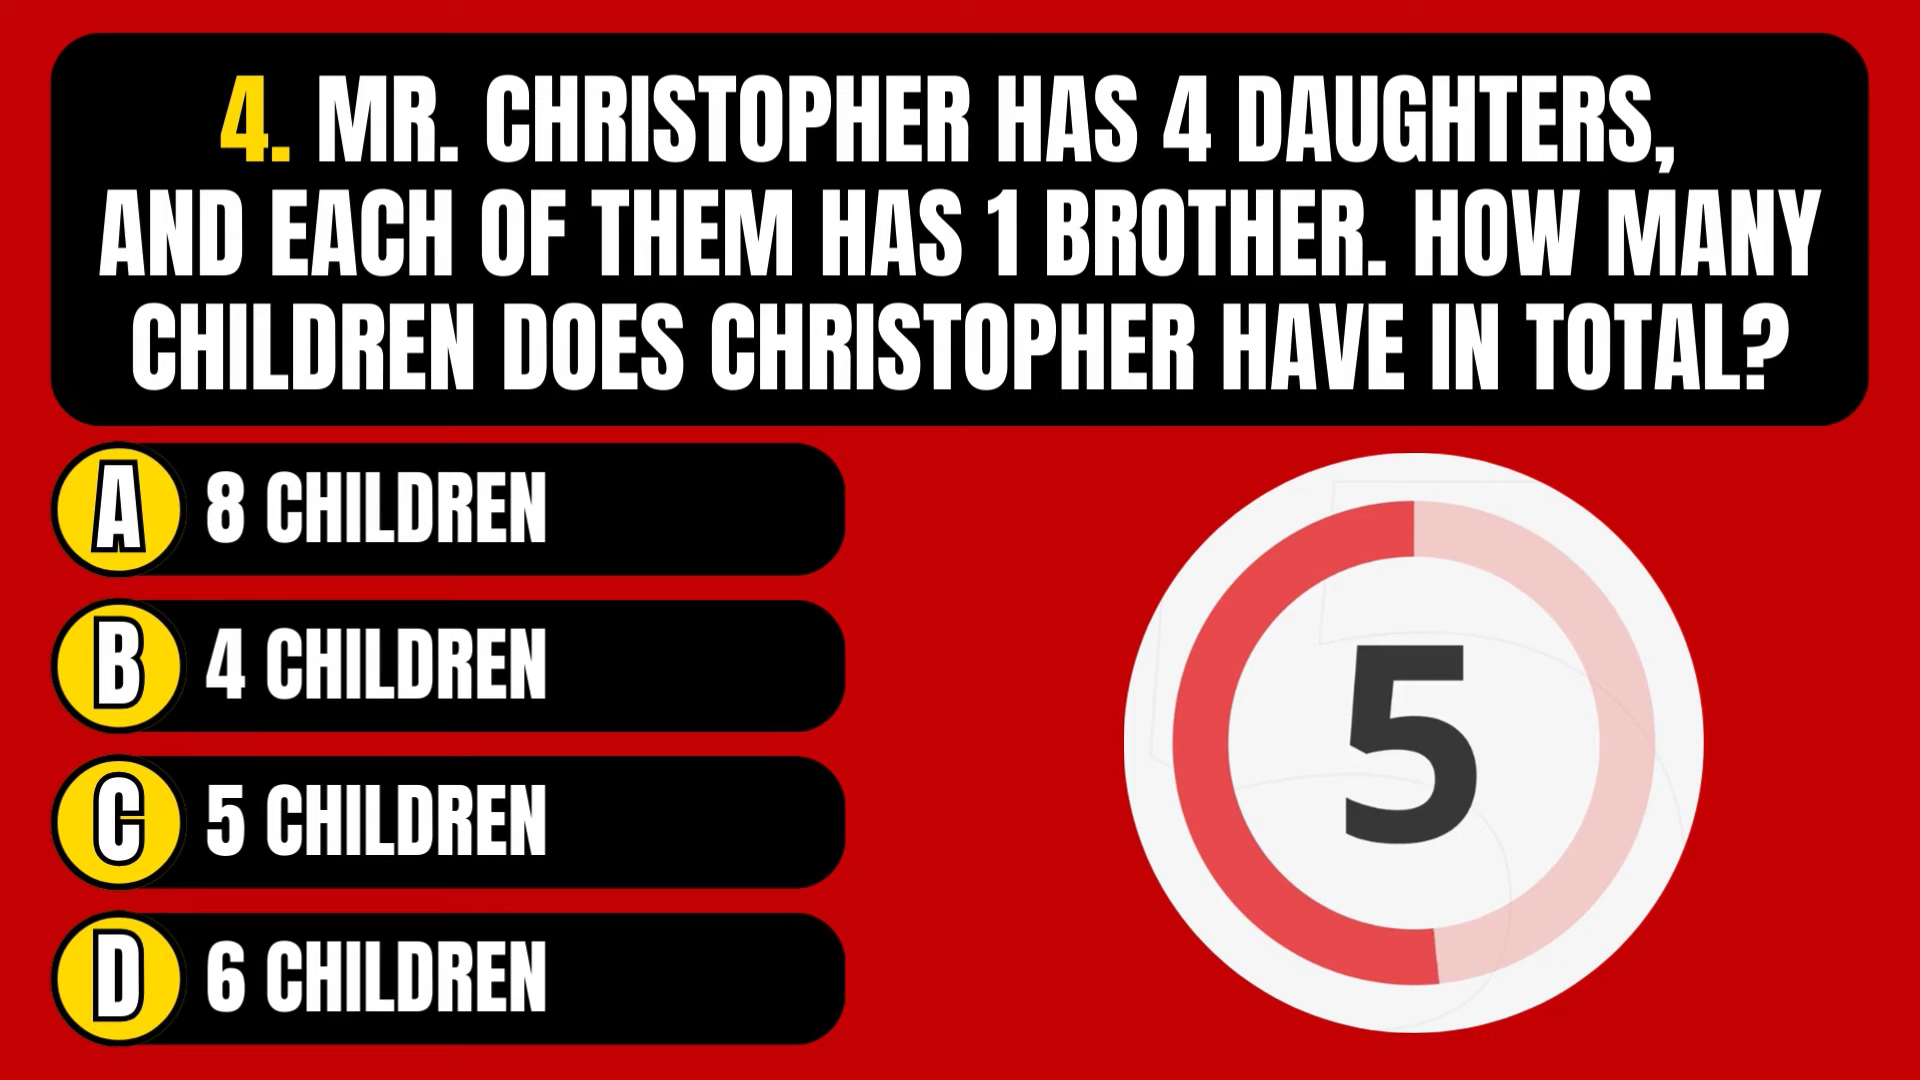 4. MR. CHRISTOPHER HAS 4 DAUGHTERS,
AND EACH OF THEM HAS 1 BROTHER. HOW MANY
CHILDREN DOES CHRISTOPHER HAVE IN TOTAL?
A 8 CHILDREN
B 4 CHILDREN
C 5 CHILDREN
D 6 CHILDREN
5